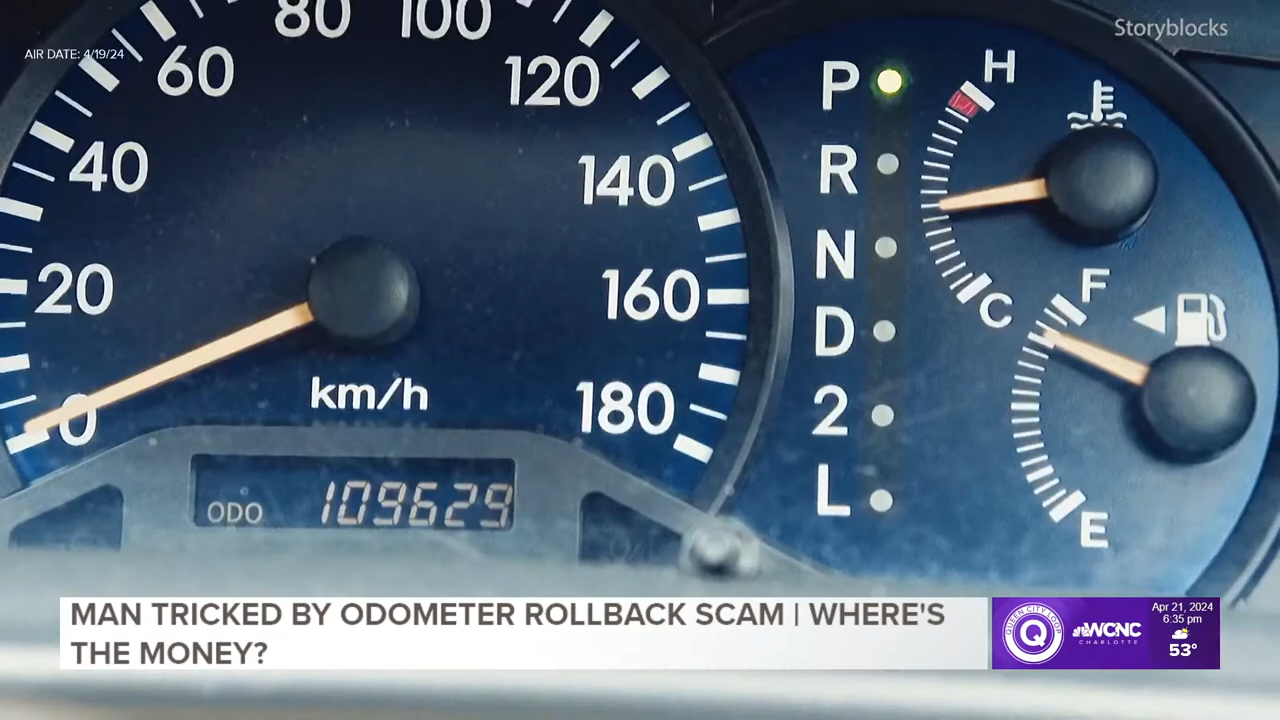 Storyblocks
AIR DATE: 4/19/24
80 100
60 120
40 140
20 160
0 180
km/h
ODO 109629
P
R
N
D
2
L
H
C
F
E
MAN TRICKED BY ODOMETER ROLLBACK SCAM | WHERE'S
THE MONEY?
QUEEN CITY LOOP
Q
WCNC
CHARLOTTE
Apr 21, 2024
6:35 pm
53°